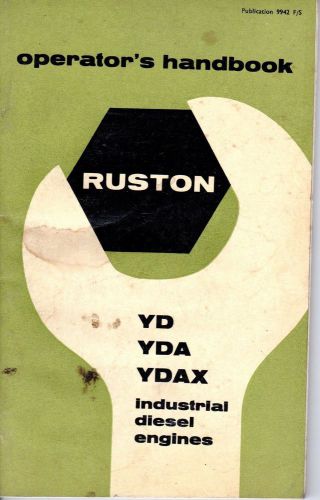 Publication 9942 F/S
operator's handbook
RUSTON
YD
YDA
YDAX
industrial
diesel
engines